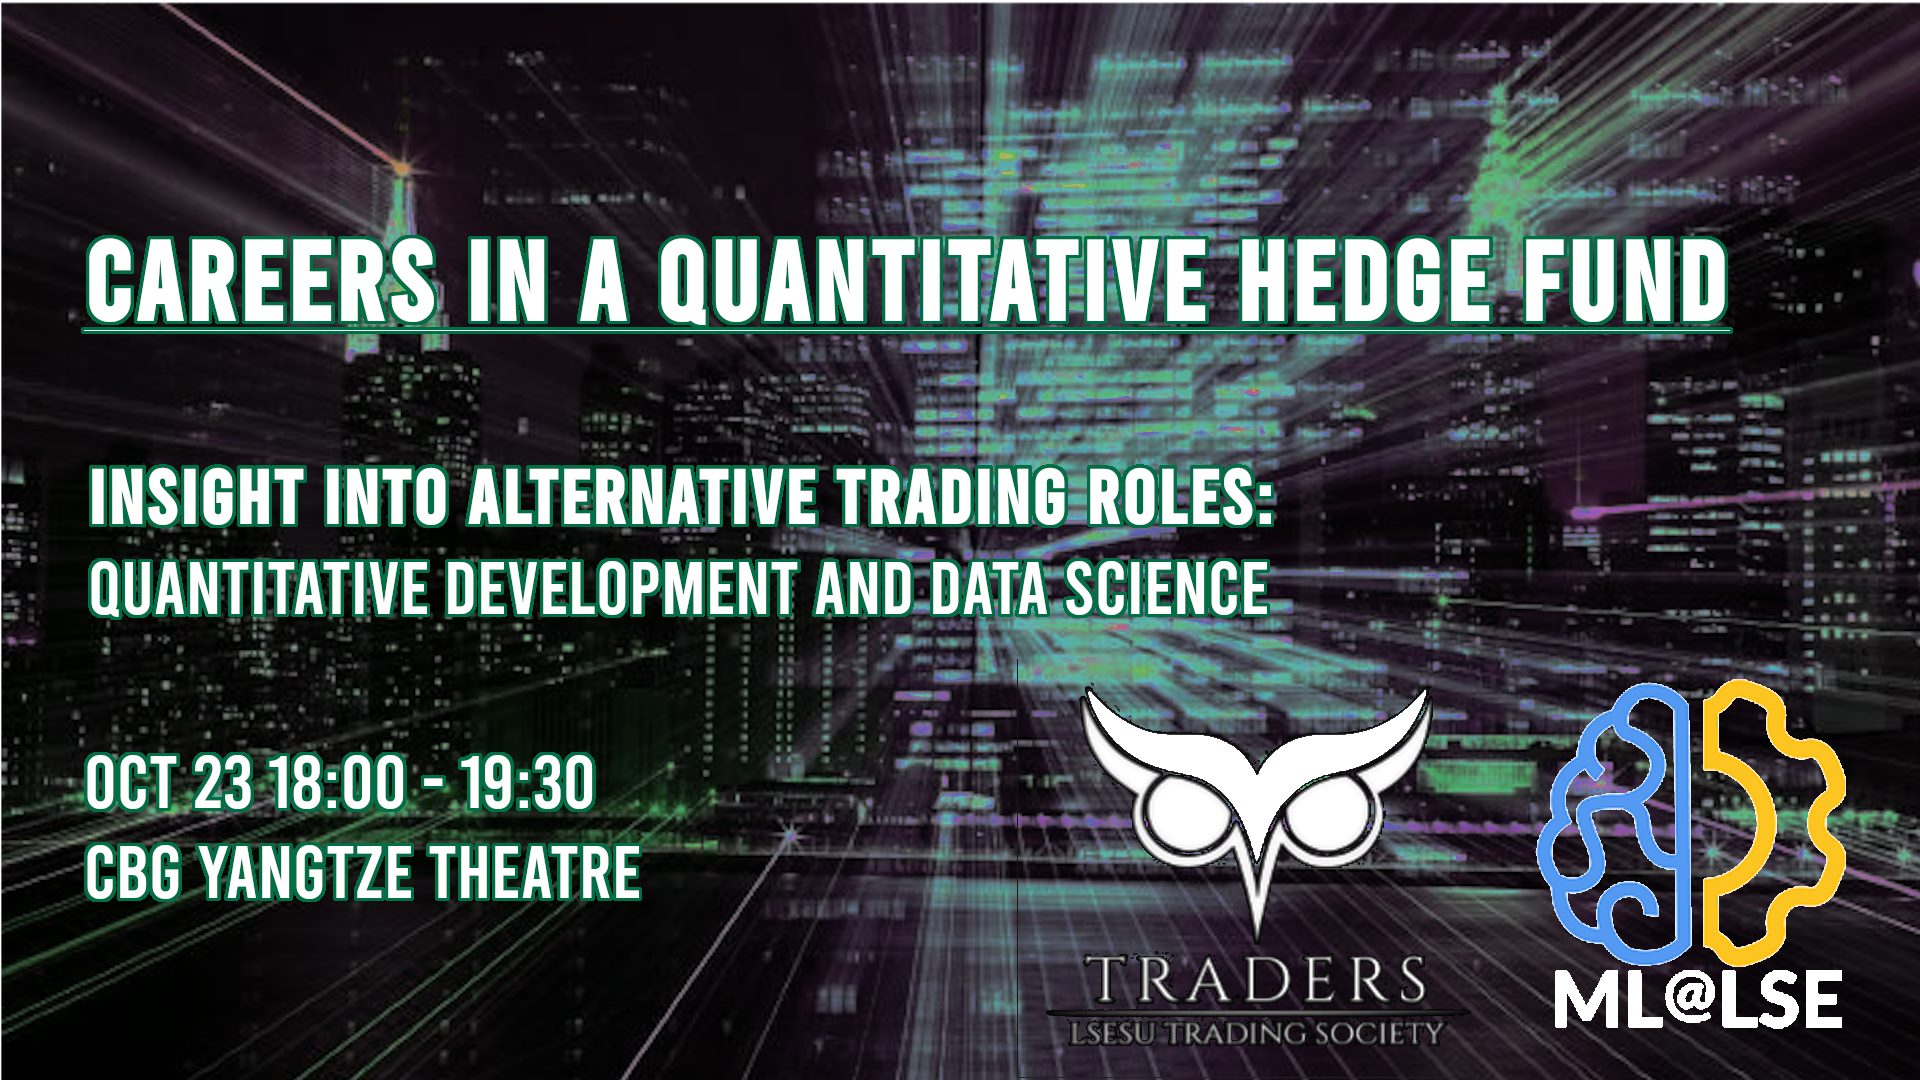 CAREERS IN A QUANTITATIVE HEDGE FUND
INSIGHT INTO ALTERNATIVE TRADING ROLES:
QUANTITATIVE DEVELOPMENT AND DATA SCIENCE
OCT 23 18:00 - 19:30
CBG YANGTZE THEATRE
TRADERS
LSESU TRADING SOCIETY
ML@LSE